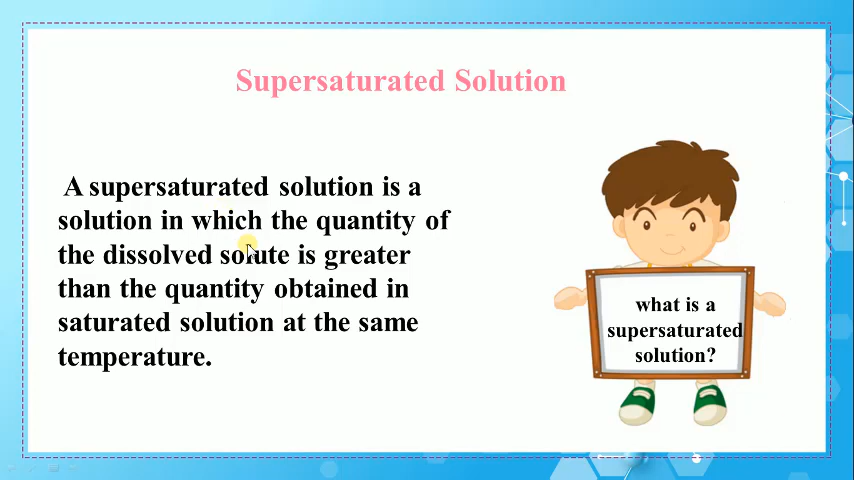 Supersaturated Solution
A supersaturated solution is a
solution in which the quantity of
the dissolved solute is greater
than the quantity obtained in
saturated solution at the same
temperature.
what is a
supersaturated
solution?